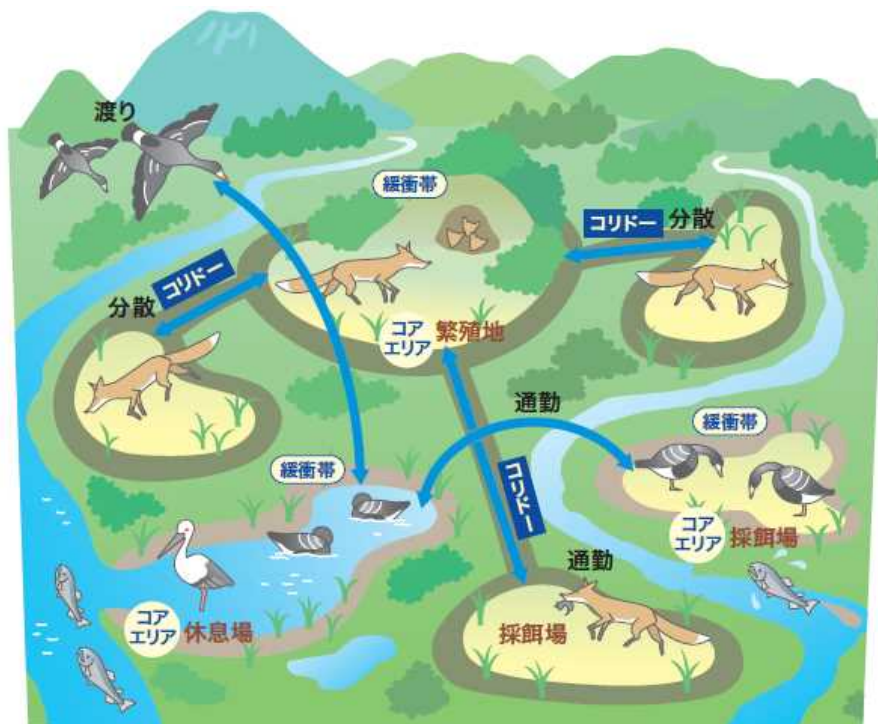 渡り
緩衝帯
コリドー
分散
コリドー
分散
コア
エリア
繁殖地
通勤
緩衝帯
緩衝帯
コリドー
コア
エリア
採餌場
通勤
コア
エリア
休息場
採餌場